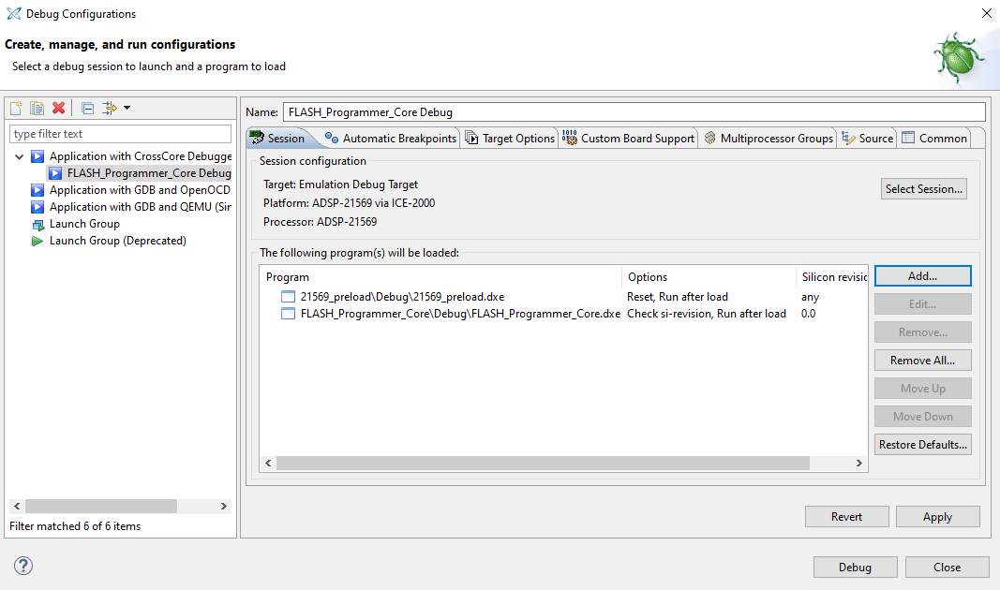 Debug Configurations
Create, manage, and run configurations
Select a debug session to launch and a program to load
type filter text
Application with CrossCore Debugge
FLASH_Programmer_Core Debug
Application with GDB and OpenOCD
Application with GDB and QEMU (Sin
Launch Group
Launch Group (Deprecated)
Filter matched 6 of 6 items
Name: FLASH_Programmer_Core Debug
Session Automatic Breakpoints Target Options Custom Board Support Multiprocessor Groups Source Common
Session configuration
Target: Emulation Debug Target
Platform: ADSP-21569 via ICE-2000
Processor: ADSP-21569
Select Session...
The following program(s) will be loaded:
Program Options Silicon revisio
21569_preload\Debug\21569_preload.dxe Reset, Run after load any
FLASH_Programmer_Core\Debug\FLASH_Programmer_Core.dxe Check si-revision, Run after load 0.0
Add...
Edit...
Remove...
Remove All...
Move Up
Move Down
Restore Defaults...
Revert Apply
Debug Close